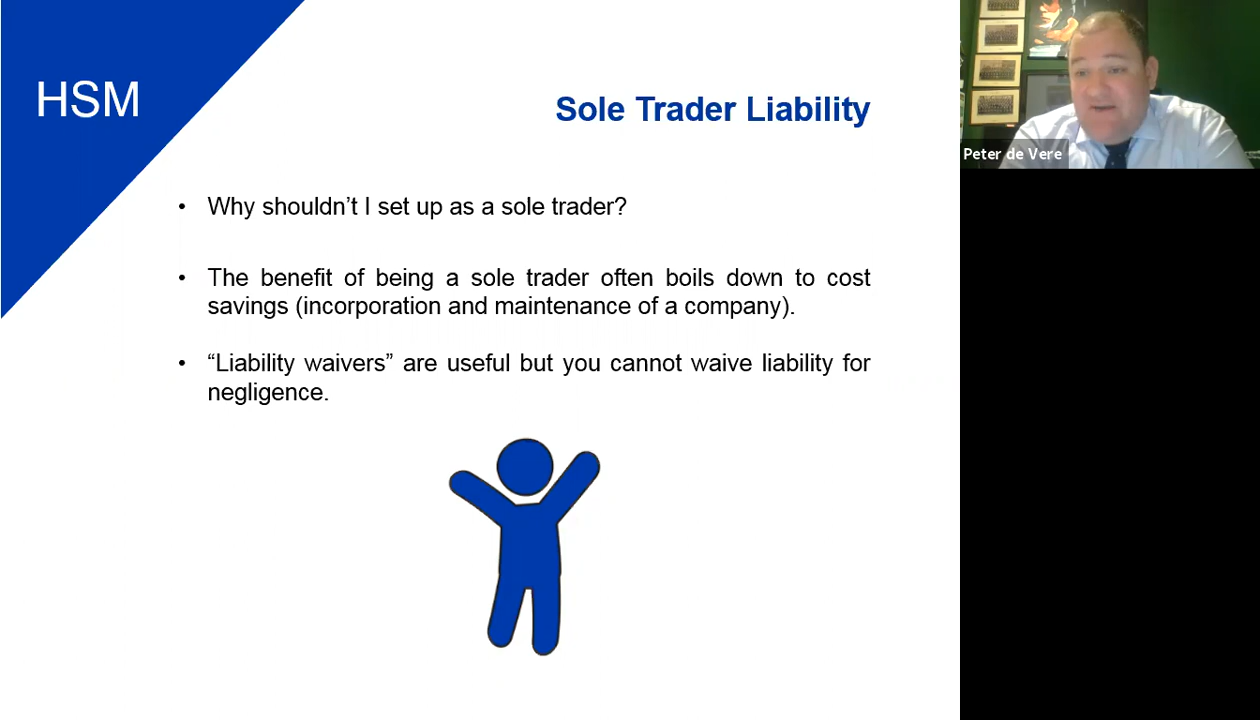 HSM
Sole Trader Liability
• Why shouldn’t I set up as a sole trader?
• The benefit of being a sole trader often boils down to cost
savings (incorporation and maintenance of a company).
• “Liability waivers” are useful but you cannot waive liability for
negligence.
Peter de Vere